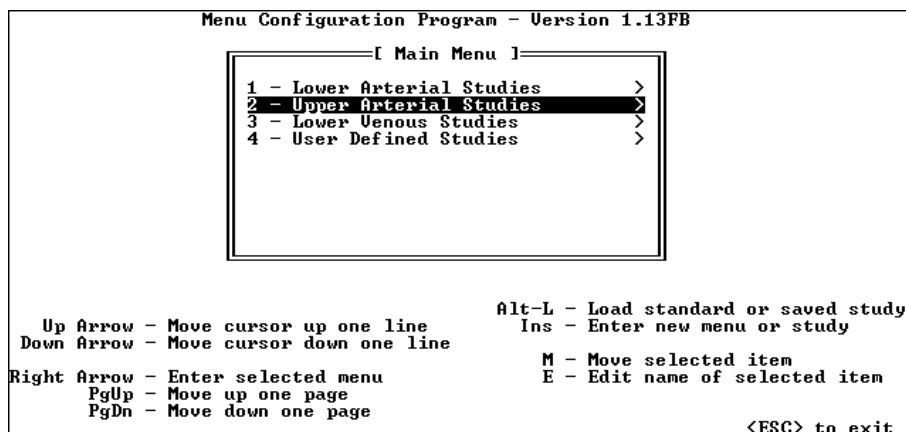 Menu Configuration Program - Version 1.13FB
[ Main Menu ]
1 - Lower Arterial Studies >
2 - Upper Arterial Studies >
3 - Lower Venous Studies >
4 - User Defined Studies >
Alt-L - Load standard or saved study
Up Arrow - Move cursor up one line
Ins - Enter new menu or study
Down Arrow - Move cursor down one line
M - Move selected item
Right Arrow - Enter selected menu
E - Edit name of selected item
PgUp - Move up one page
PgDn - Move down one page
<ESC> to exit